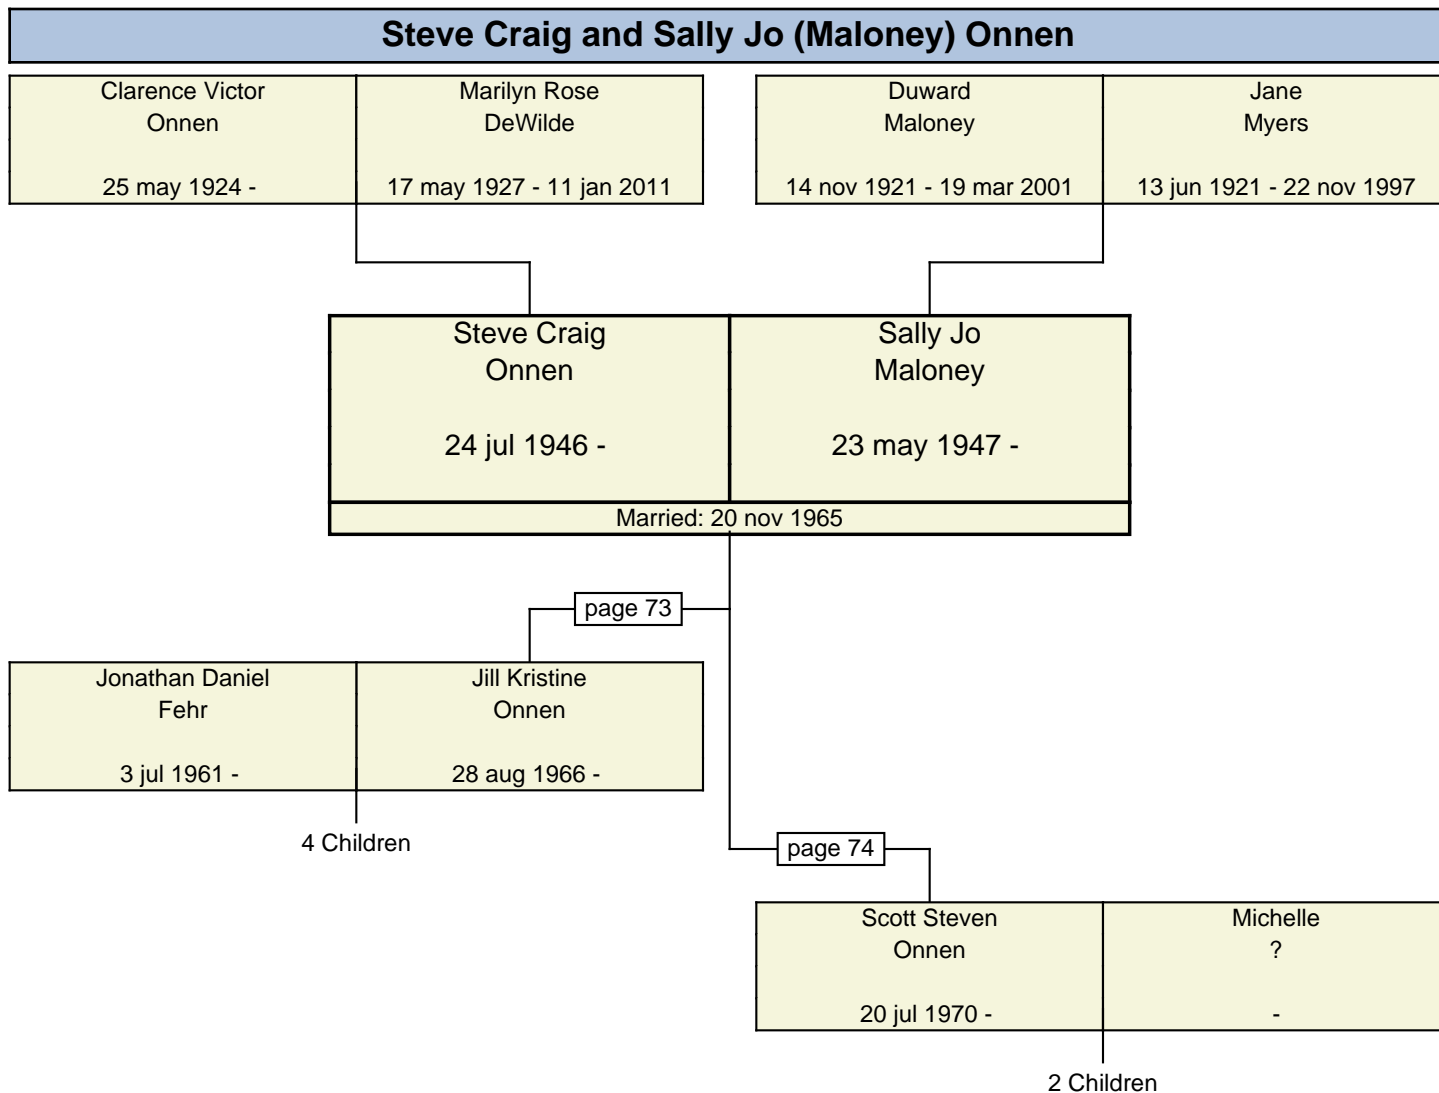 Steve Craig and Sally Jo (Maloney) Onnen
Clarence Victor
Onnen
25 may 1924 -
Marilyn Rose
DeWilde
17 may 1927 - 11 jan 2011
Duward
Maloney
14 nov 1921 - 19 mar 2001
Jane
Myers
13 jun 1921 - 22 nov 1997
Steve Craig
Onnen
24 jul 1946 -
Sally Jo
Maloney
23 may 1947 -
Married: 20 nov 1965
page 73
Jonathan Daniel
Fehr
3 jul 1961 -
Jill Kristine
Onnen
28 aug 1966 -
4 Children
page 74
Scott Steven
Onnen
20 jul 1970 -
Michelle
?
-
2 Children